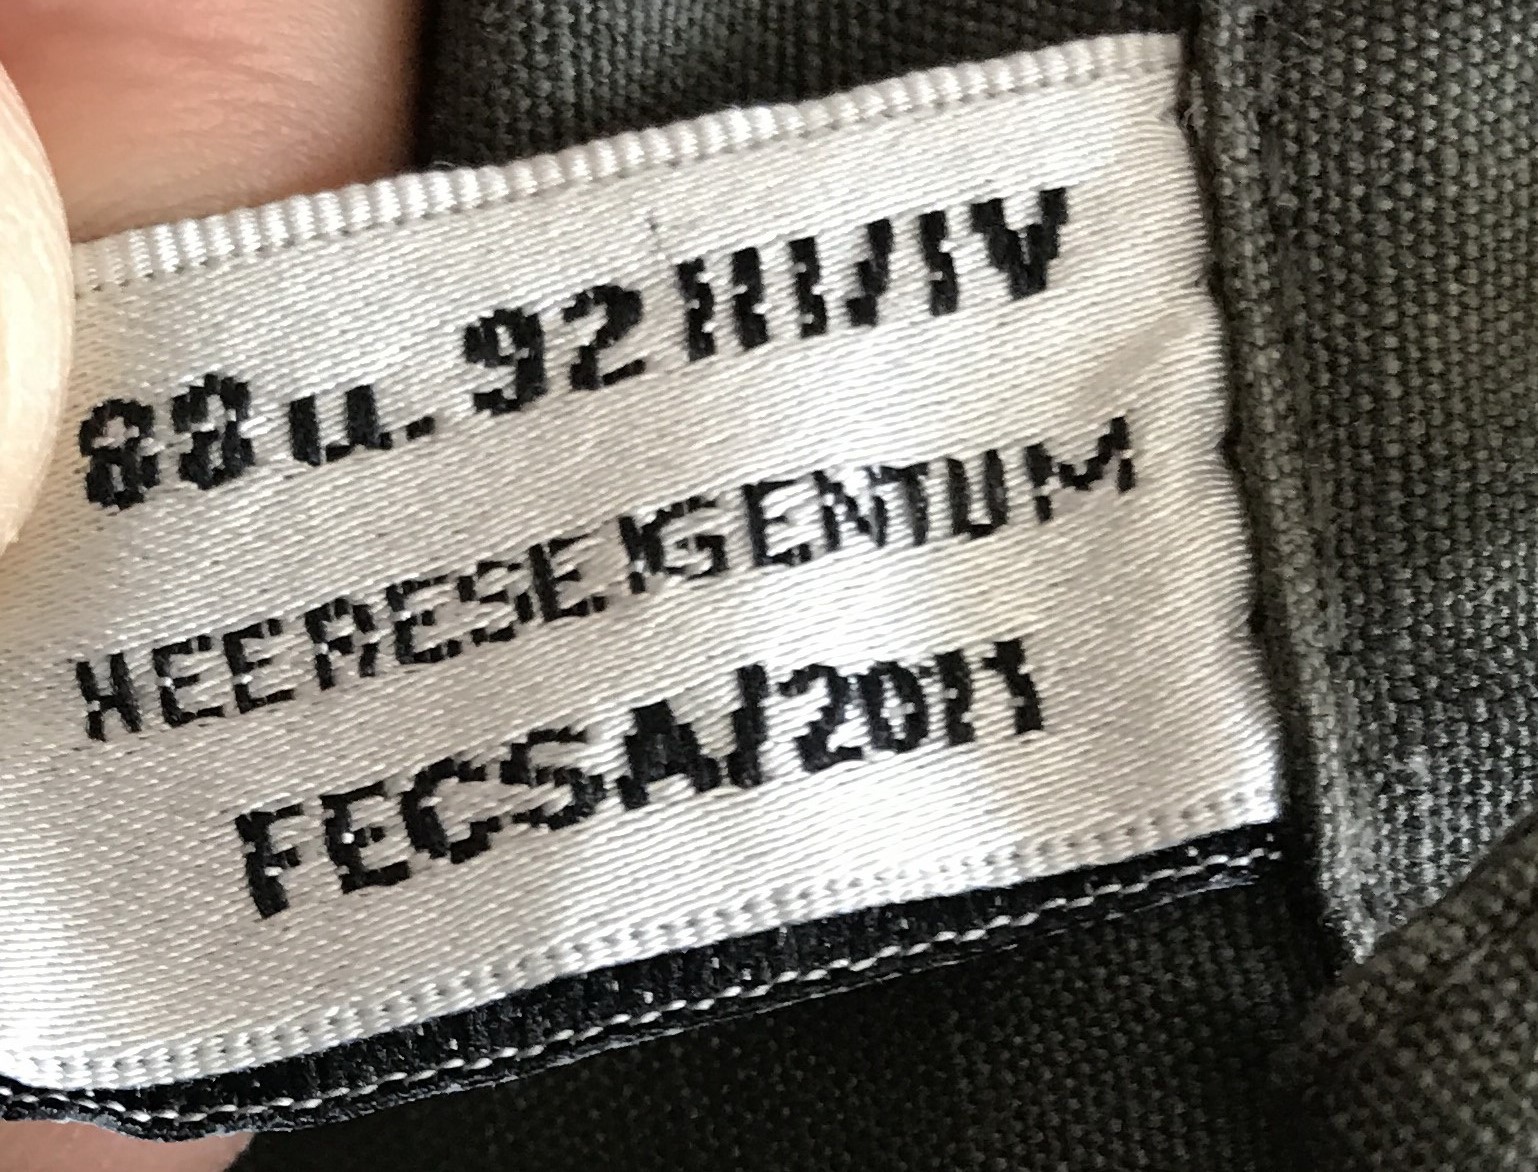 88 u. 92 III/IV
HEERESEIGENTUM
FECSA/2011